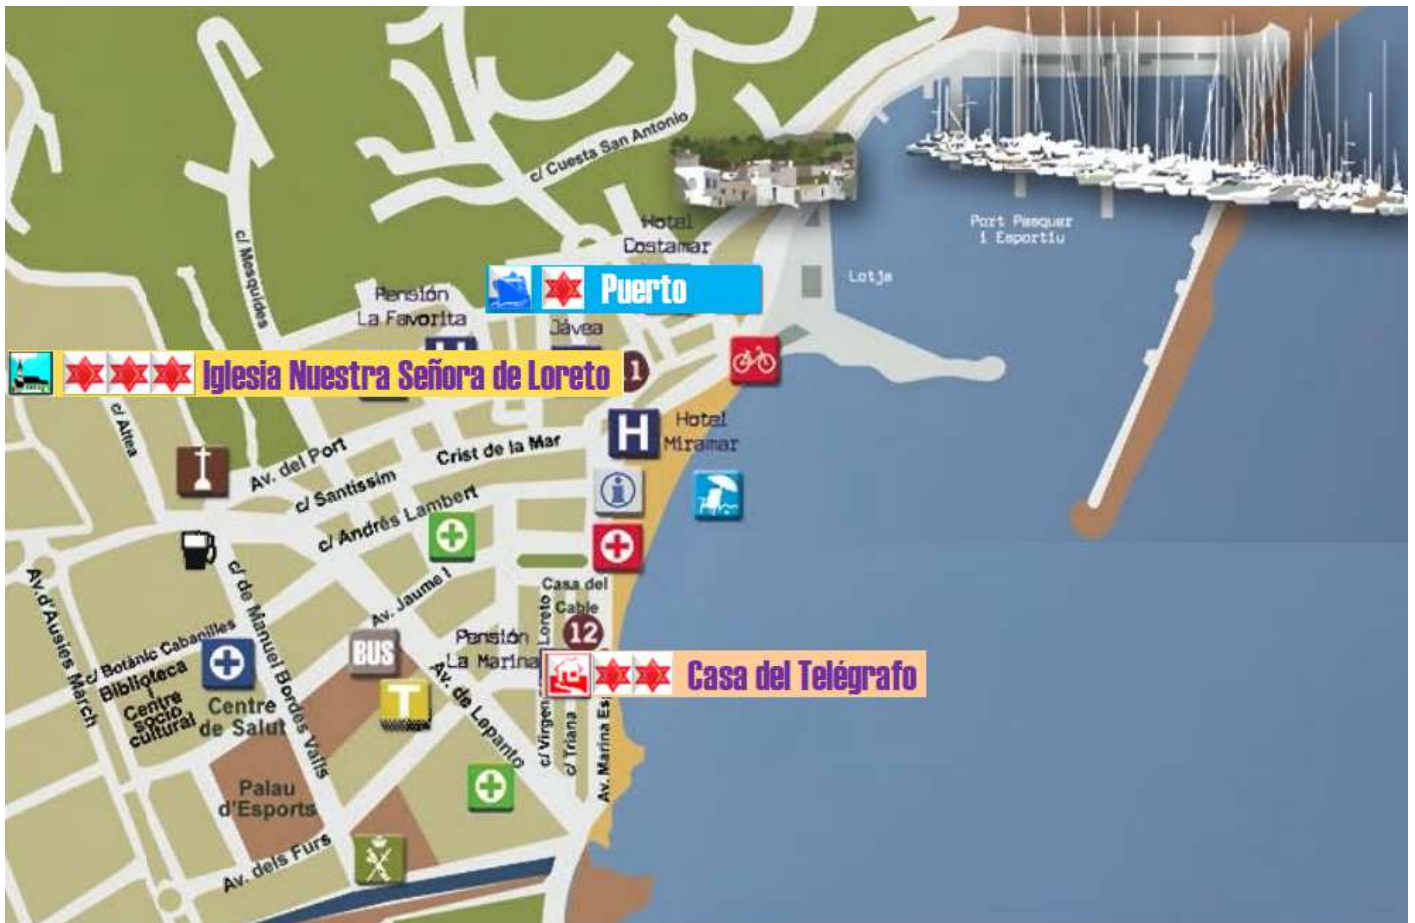 c/ Cuesta San Antonio
Port Pesquer
i Esportiu
Hotel
Costamar
Lotja
c/ Mesquides
Puerto
Pensión
La Favorita
Jávea
Iglesia Nuestra Señora de Loreto
1
c/ Altea
H
Hotel
Miramar
Av. del Port
Crist de la Mar
c/ Santíssim
i
c/ Andrés Lambert
Av. Jaume I
Casa del
Cable
12
Av. d'Ausies March
c/ de Manuel Bordes Valls
c/ Botànic Cabanilles
Biblioteca
i
Centre
socio
cultural
BUS
T
Pensión
La Marina
Casa del Telégrafo
Centre
de Salut
Av. de Lepanto
c/ Virgen
Loreto
c/ Triana
Av. Marina Es
Palau
d'Esports
Av. dels Furs